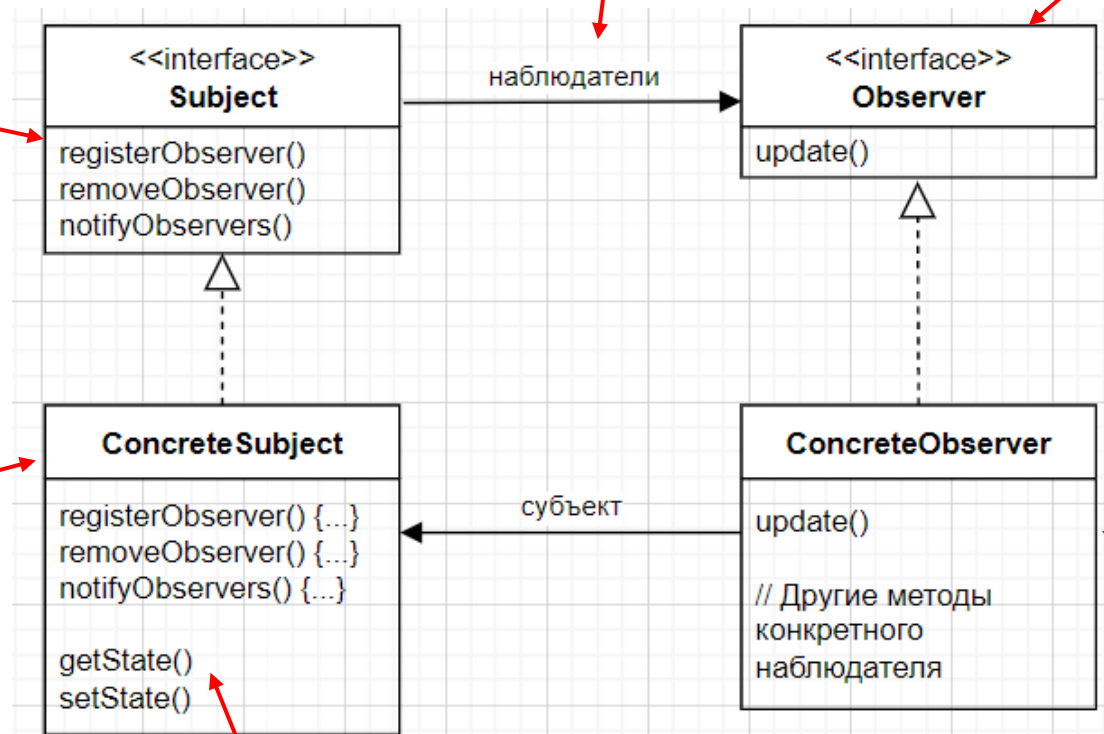 <<interface>>
Subject
registerObserver()
removeObserver()
notifyObservers()
наблюдатели
<<interface>>
Observer
update()
ConcreteSubject
registerObserver() {...}
removeObserver() {...}
notifyObservers() {...}
getState()
setState()
субъект
ConcreteObserver
update()
// Другие методы
конкретного
наблюдателя